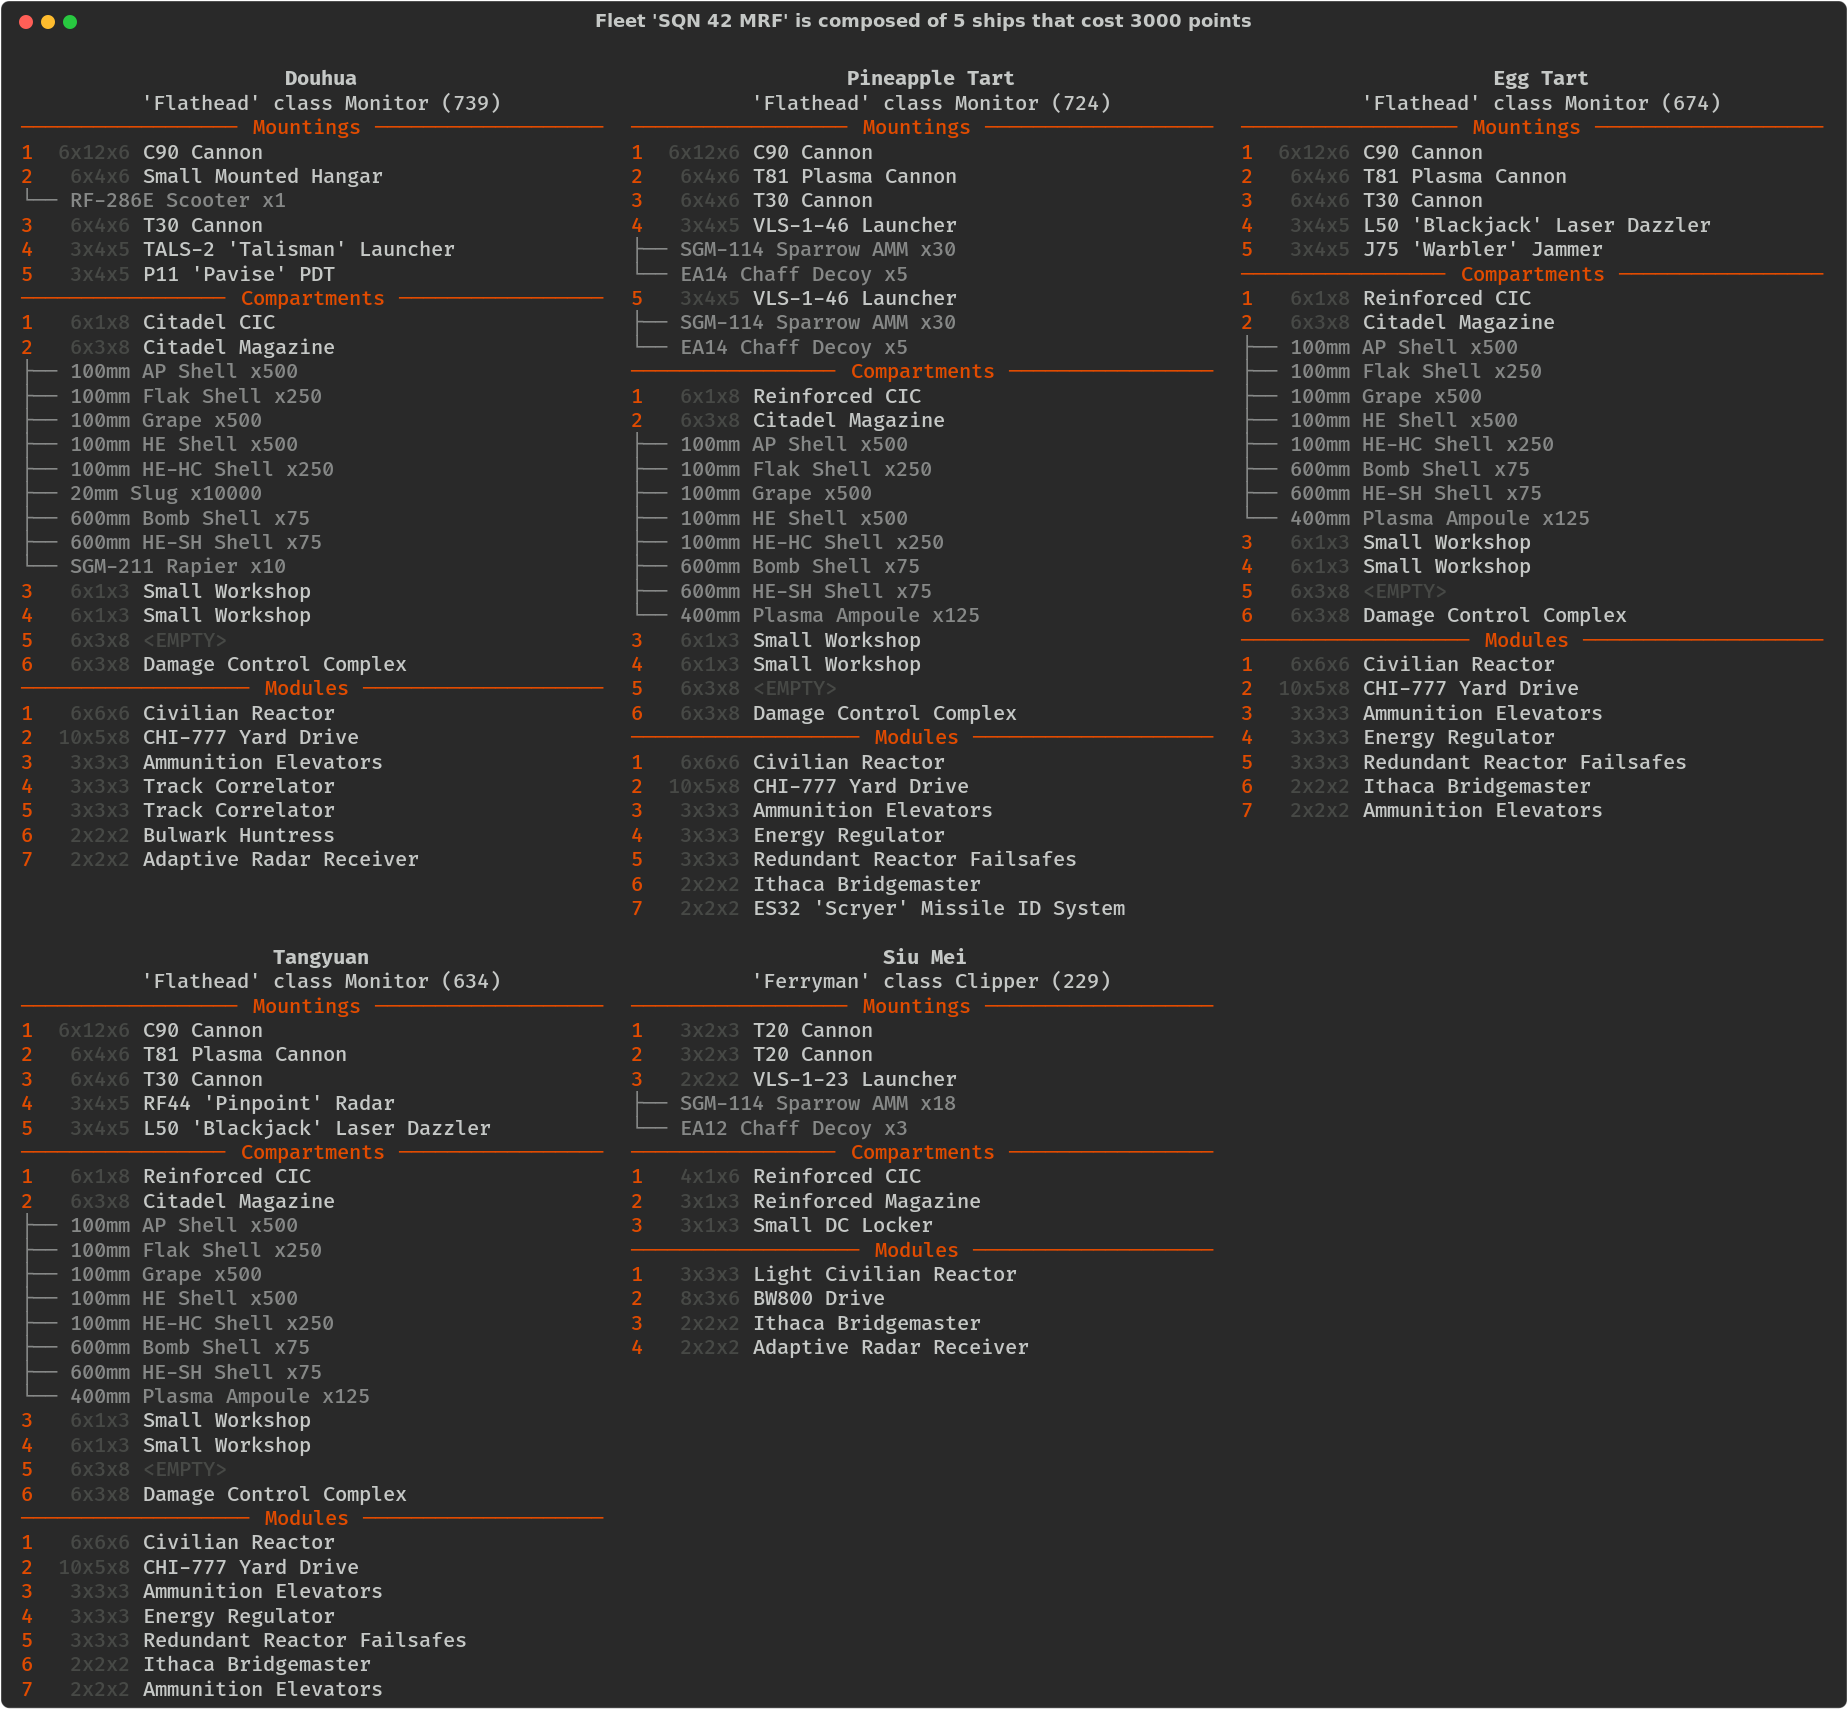 Fleet 'SQN 42 MRF' is composed of 5 ships that cost 3000 points
Douhua
'Flathead' class Monitor (739)
Mountings
1 6x12x6 C90 Cannon
2 6x4x6 Small Mounted Hangar
RF-286E Scooter x1
3 6x4x6 T30 Cannon
4 3x4x5 TALS-2 'Talisman' Launcher
5 3x4x5 P11 'Pavise' PDT
Compartments
1 6x1x8 Citadel CIC
2 6x3x8 Citadel Magazine
100mm AP Shell x500
100mm Flak Shell x250
100mm Grape x500
100mm HE Shell x500
100mm HE-HC Shell x250
20mm Slug x10000
600mm Bomb Shell x75
600mm HE-SH Shell x75
SGM-211 Rapier x10
3 6x1x3 Small Workshop
4 6x1x3 Small Workshop
5 6x3x8 <EMPTY>
6 6x3x8 Damage Control Complex
Modules
1 6x6x6 Civilian Reactor
2 10x5x8 CHI-777 Yard Drive
3 3x3x3 Ammunition Elevators
4 3x3x3 Track Correlator
5 3x3x3 Track Correlator
6 2x2x2 Bulwark Huntress
7 2x2x2 Adaptive Radar Receiver
Pineapple Tart
'Flathead' class Monitor (724)
Mountings
1 6x12x6 C90 Cannon
2 6x4x6 T81 Plasma Cannon
3 6x4x6 T30 Cannon
4 3x4x5 VLS-1-46 Launcher
SGM-114 Sparrow AMM x30
EA14 Chaff Decoy x5
5 3x4x5 VLS-1-46 Launcher
SGM-114 Sparrow AMM x30
EA14 Chaff Decoy x5
Compartments
1 6x1x8 Reinforced CIC
2 6x3x8 Citadel Magazine
100mm AP Shell x500
100mm Flak Shell x250
100mm Grape x500
100mm HE Shell x500
100mm HE-HC Shell x250
600mm Bomb Shell x75
600mm HE-SH Shell x75
400mm Plasma Ampoule x125
3 6x1x3 Small Workshop
4 6x1x3 Small Workshop
5 6x3x8 <EMPTY>
6 6x3x8 Damage Control Complex
Modules
1 6x6x6 Civilian Reactor
2 10x5x8 CHI-777 Yard Drive
3 3x3x3 Ammunition Elevators
4 3x3x3 Energy Regulator
5 3x3x3 Redundant Reactor Failsafes
6 2x2x2 Ithaca Bridgemaster
7 2x2x2 ES32 'Scryer' Missile ID System
Egg Tart
'Flathead' class Monitor (674)
Mountings
1 6x12x6 C90 Cannon
2 6x4x6 T81 Plasma Cannon
3 6x4x6 T30 Cannon
4 3x4x5 L50 'Blackjack' Laser Dazzler
5 3x4x5 J75 'Warbler' Jammer
Compartments
1 6x1x8 Reinforced CIC
2 6x3x8 Citadel Magazine
100mm AP Shell x500
100mm Flak Shell x250
100mm Grape x500
100mm HE Shell x500
100mm HE-HC Shell x250
600mm Bomb Shell x75
600mm HE-SH Shell x75
400mm Plasma Ampoule x125
3 6x1x3 Small Workshop
4 6x1x3 Small Workshop
5 6x3x8 <EMPTY>
6 6x3x8 Damage Control Complex
Modules
1 6x6x6 Civilian Reactor
2 10x5x8 CHI-777 Yard Drive
3 3x3x3 Ammunition Elevators
4 3x3x3 Energy Regulator
5 3x3x3 Redundant Reactor Failsafes
6 2x2x2 Ithaca Bridgemaster
7 2x2x2 Ammunition Elevators
Tangyuan
'Flathead' class Monitor (634)
Mountings
1 6x12x6 C90 Cannon
2 6x4x6 T81 Plasma Cannon
3 6x4x6 T30 Cannon
4 3x4x5 RF44 'Pinpoint' Radar
5 3x4x5 L50 'Blackjack' Laser Dazzler
Compartments
1 6x1x8 Reinforced CIC
2 6x3x8 Citadel Magazine
100mm AP Shell x500
100mm Flak Shell x250
100mm Grape x500
100mm HE Shell x500
100mm HE-HC Shell x250
600mm Bomb Shell x75
600mm HE-SH Shell x75
400mm Plasma Ampoule x125
3 6x1x3 Small Workshop
4 6x1x3 Small Workshop
5 6x3x8 <EMPTY>
6 6x3x8 Damage Control Complex
Modules
1 6x6x6 Civilian Reactor
2 10x5x8 CHI-777 Yard Drive
3 3x3x3 Ammunition Elevators
4 3x3x3 Energy Regulator
5 3x3x3 Redundant Reactor Failsafes
6 2x2x2 Ithaca Bridgemaster
7 2x2x2 Ammunition Elevators
Siu Mei
'Ferryman' class Clipper (229)
Mountings
1 3x2x3 T20 Cannon
2 3x2x3 T20 Cannon
3 2x2x2 VLS-1-23 Launcher
SGM-114 Sparrow AMM x18
EA12 Chaff Decoy x3
Compartments
1 4x1x6 Reinforced CIC
2 3x1x3 Reinforced Magazine
3 3x1x3 Small DC Locker
Modules
1 3x3x3 Light Civilian Reactor
2 8x3x6 BW800 Drive
3 2x2x2 Ithaca Bridgemaster
4 2x2x2 Adaptive Radar Receiver